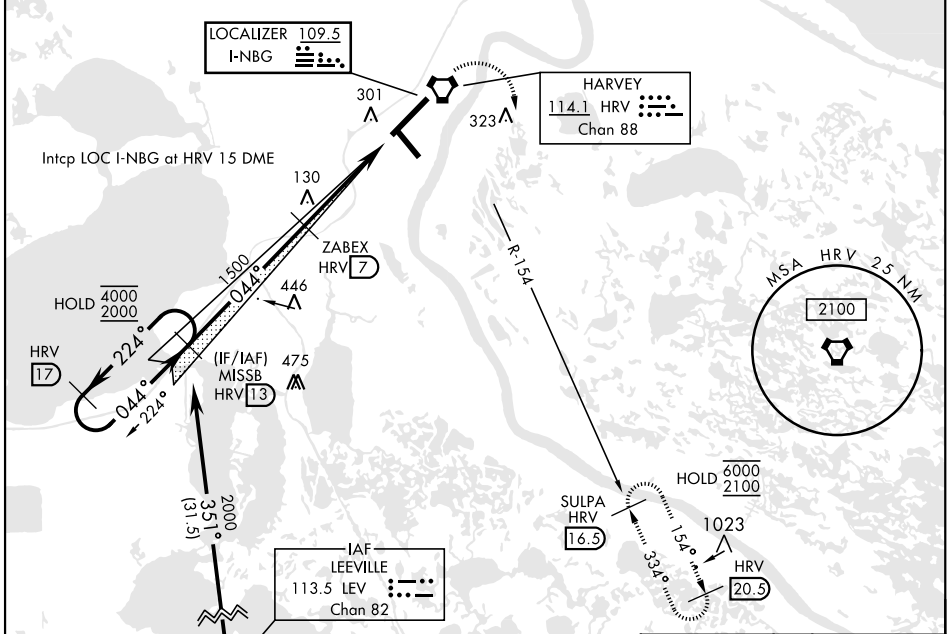 LOCALIZER 109.5
I-NBG
301
323
HARVEY
114.1 HRV
Chan 88
Intcp LOC I-NBG at HRV 15 DME
130
ZABEX
HRV 7
1500
044°
446
HOLD 4000
2000
224°
HRV
17
(IF/IAF)
MISSB
HRV 13
475
044°
224°
R-154
MSA HRV 25 NM
2100
2000
351°
(31.5)
HOLD 6000
2100
SULPA
HRV
16.5
154°
1023
334°
HRV
20.5
IAF
LEEVILLE
113.5 LEV
Chan 82